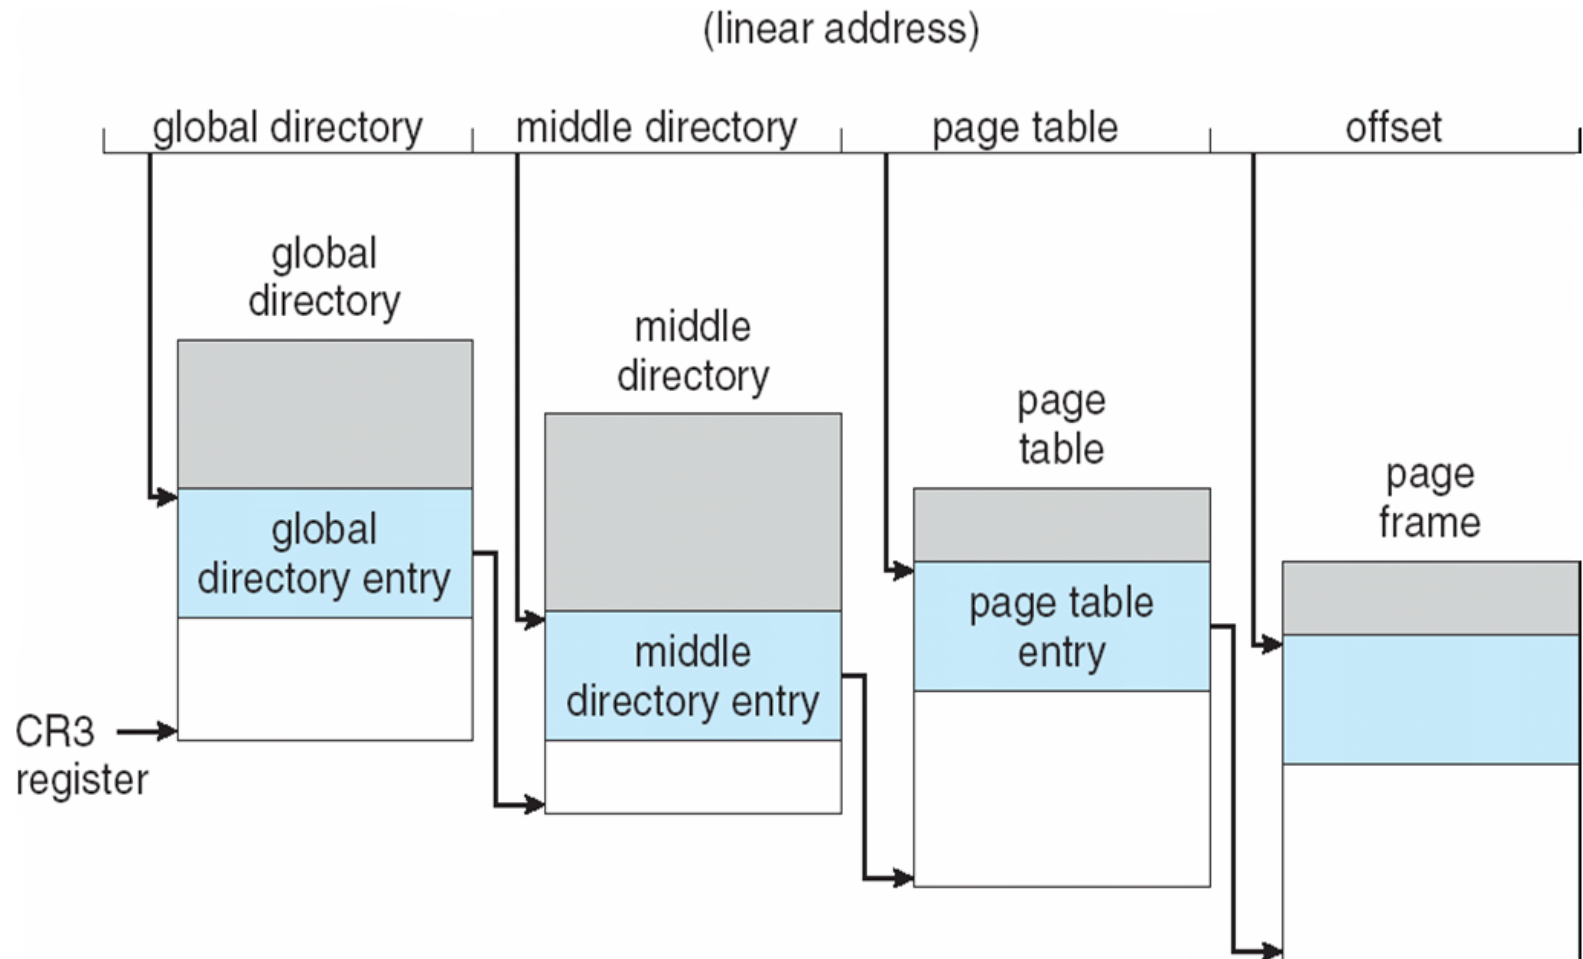 (linear address)
global directory
middle directory
page table
offset
global
directory
middle
directory
page
table
page
frame
global
directory entry
page table
entry
middle
directory entry
CR3
register